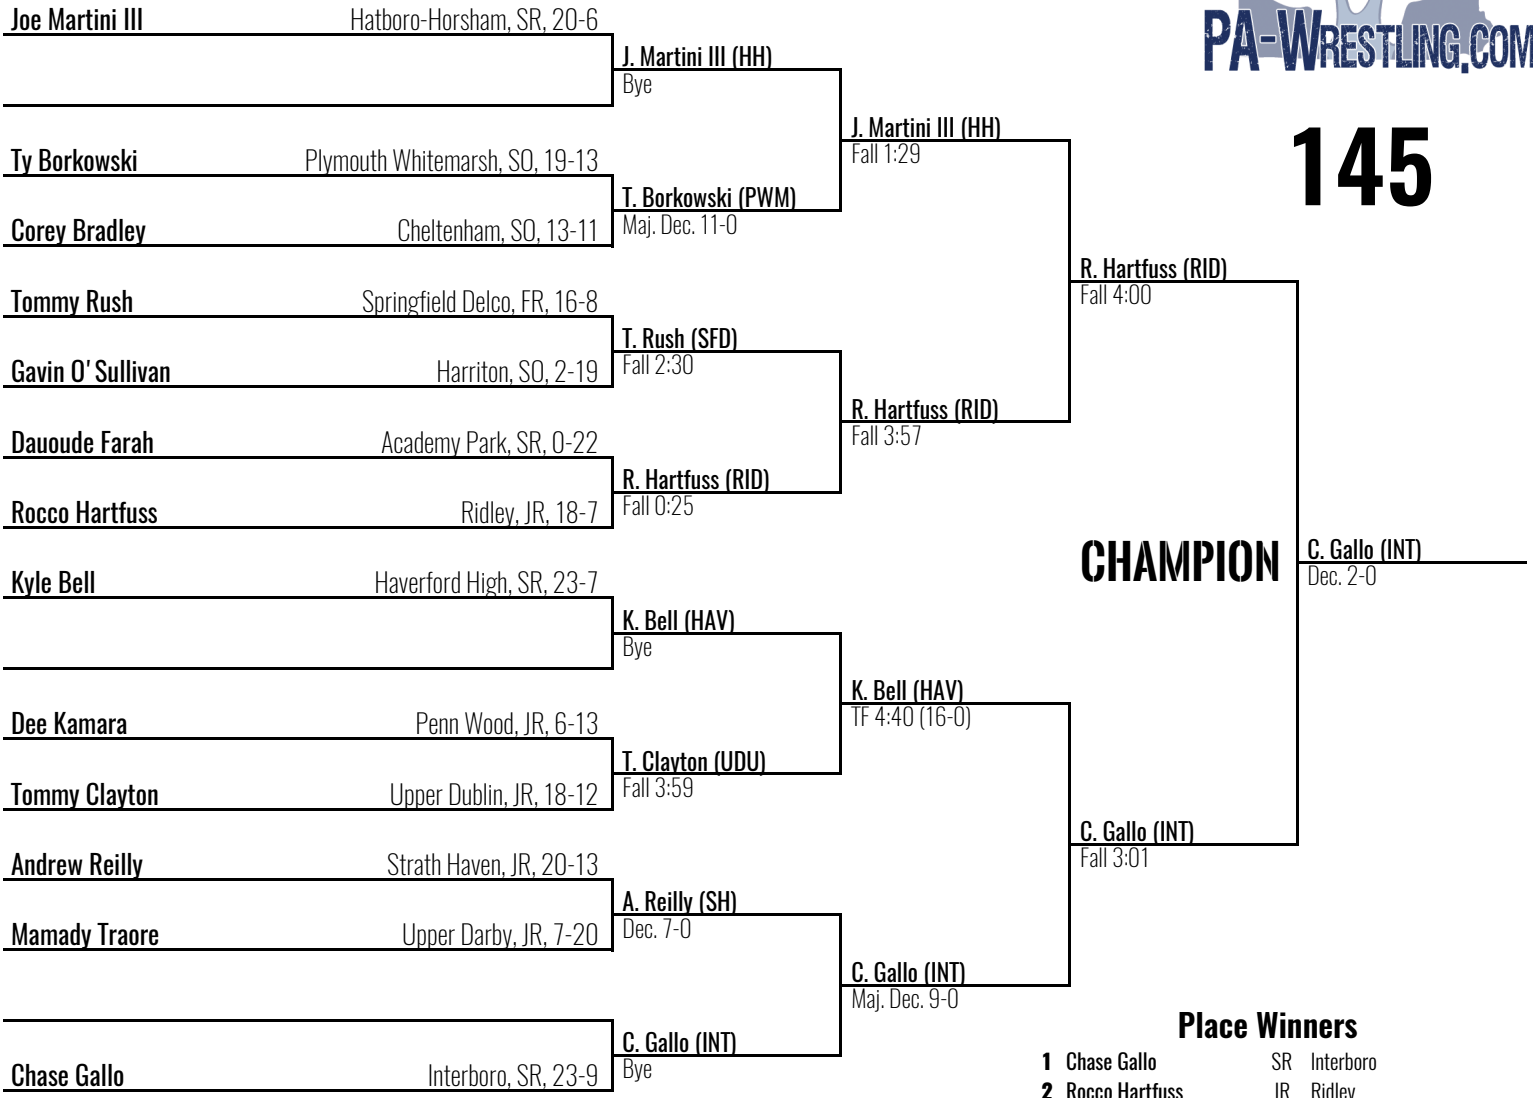 PA-WRESTLING.COM
145
Joe Martini III Hatboro-Horsham, SR, 20-6
J. Martini III (HH)
Bye
J. Martini III (HH)
Fall 1:29
Ty Borkowski Plymouth Whitemarsh, SO, 19-13
T. Borkowski (PWM)
Maj. Dec. 11-0
Corey Bradley Cheltenham, SO, 13-11
R. Hartfuss (RID)
Fall 4:00
Tommy Rush Springfield Delco, FR, 16-8
T. Rush (SFD)
Fall 2:30
Gavin O'Sullivan Harriton, SO, 2-19
R. Hartfuss (RID)
Fall 3:57
Dauoude Farah Academy Park, SR, 0-22
R. Hartfuss (RID)
Fall 0:25
Rocco Hartfuss Ridley, JR, 18-7
CHAMPION
C. Gallo (INT)
Dec. 2-0
Kyle Bell Haverford High, SR, 23-7
K. Bell (HAV)
Bye
K. Bell (HAV)
TF 4:40 (16-0)
Dee Kamara Penn Wood, JR, 6-13
T. Clayton (UDU)
Fall 3:59
Tommy Clayton Upper Dublin, JR, 18-12
C. Gallo (INT)
Fall 3:01
Andrew Reilly Strath Haven, JR, 20-13
A. Reilly (SH)
Dec. 7-0
Mamady Traore Upper Darby, JR, 7-20
C. Gallo (INT)
Maj. Dec. 9-0
C. Gallo (INT)
Bye
Chase Gallo Interboro, SR, 23-9
Place Winners
1 Chase Gallo SR Interboro
2 Rocco Hartfuss JR Ridley